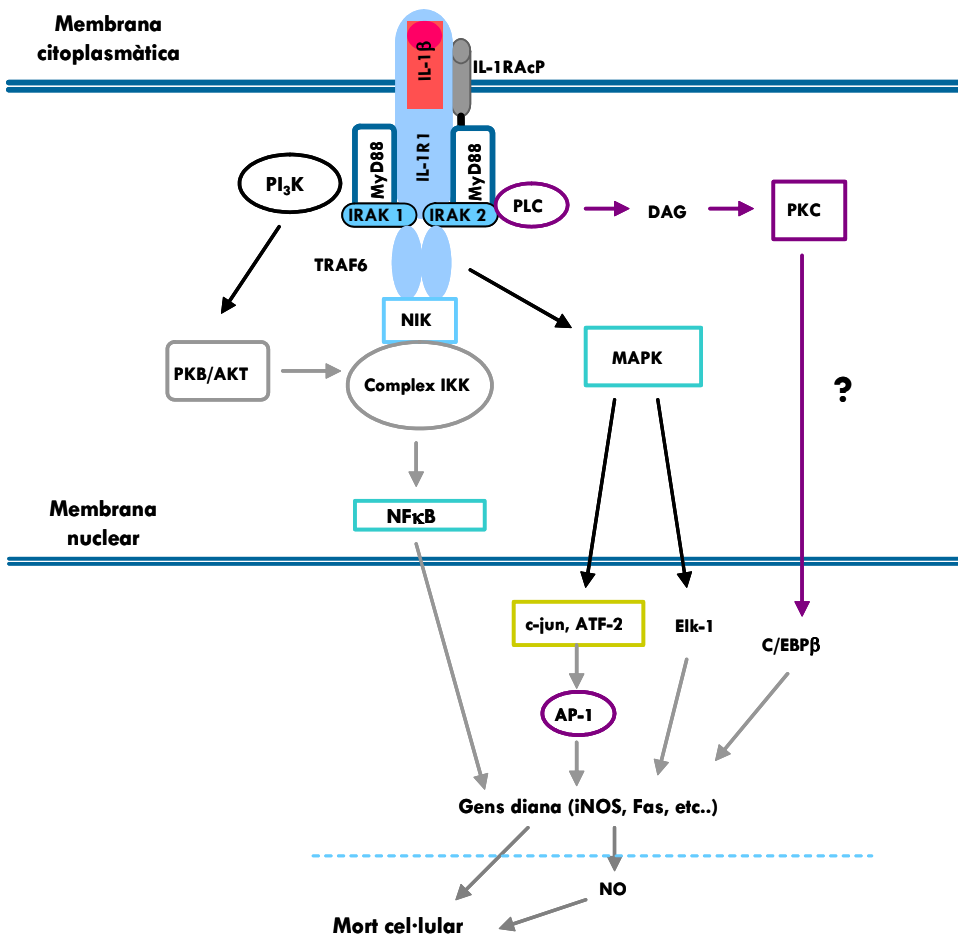 Membrana
citoplasmàtica
IL-1β
IL-1RAcP
MyD88
IL-1R1
MyD88
PI3K
IRAK 1
IRAK 2
PLC
DAG
PKC
TRAF6
NIK
MAPK
PKB/AKT
Complex IKK
?
Membrana
nuclear
NFκB
c-jun, ATF-2
Elk-1
C/EBPβ
AP-1
Gens diana (iNOS, Fas, etc..)
NO
Mort cel·lular